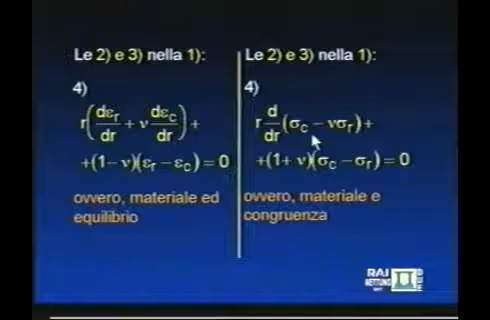 Le 2) e 3) nella 1):
4)
r(dεr/dr + ν dεc/dr) +
+(1− ν)(εr − εc) = 0
ovvero, materiale ed
equilibrio
Le 2) e 3) nella 1):
4)
r d/dr (σc − νσr) +
+(1+ ν)(σc − σr) = 0
ovvero, materiale e
congruenza
RAI
NETTUNO